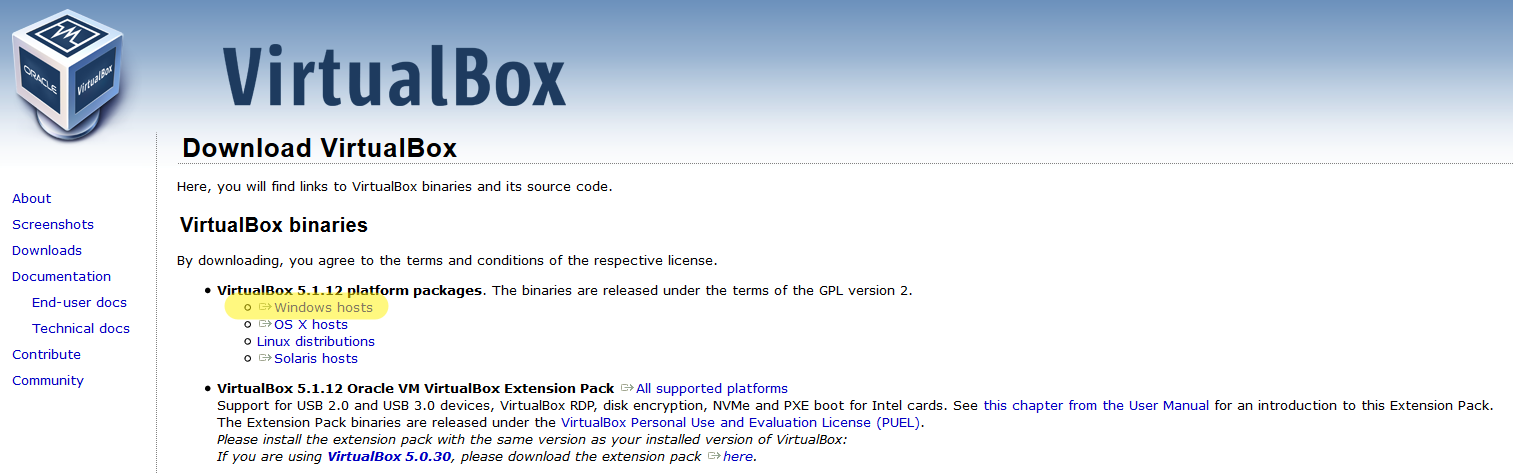 ORACLE
VirtualBox
VirtualBox
Download VirtualBox
Here, you will find links to VirtualBox binaries and its source code.
About
Screenshots
Downloads
Documentation
End-user docs
Technical docs
Contribute
Community
VirtualBox binaries
By downloading, you agree to the terms and conditions of the respective license.
• VirtualBox 5.1.12 platform packages. The binaries are released under the terms of the GPL version 2.
Windows hosts
OS X hosts
Linux distributions
Solaris hosts
• VirtualBox 5.1.12 Oracle VM VirtualBox Extension Pack All supported platforms
Support for USB 2.0 and USB 3.0 devices, VirtualBox RDP, disk encryption, NVMe and PXE boot for Intel cards. See this chapter from the User Manual for an introduction to this Extension Pack.
The Extension Pack binaries are released under the VirtualBox Personal Use and Evaluation License (PUEL).
Please install the extension pack with the same version as your installed version of VirtualBox:
If you are using VirtualBox 5.0.30, please download the extension pack here.